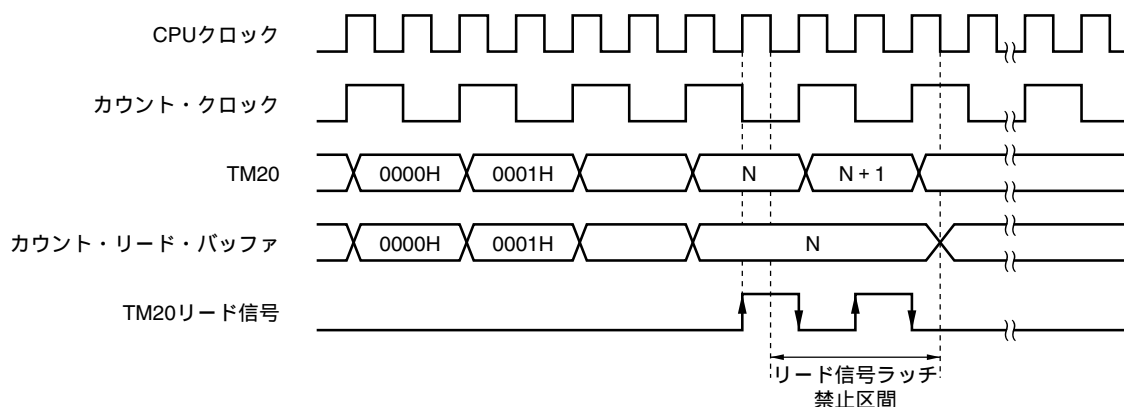 CPUクロック
カウント・クロック
TM20
0000H
0001H
N
N + 1
カウント・リード・バッファ
0000H
0001H
N
TM20リード信号
リード信号ラッチ
禁止区間